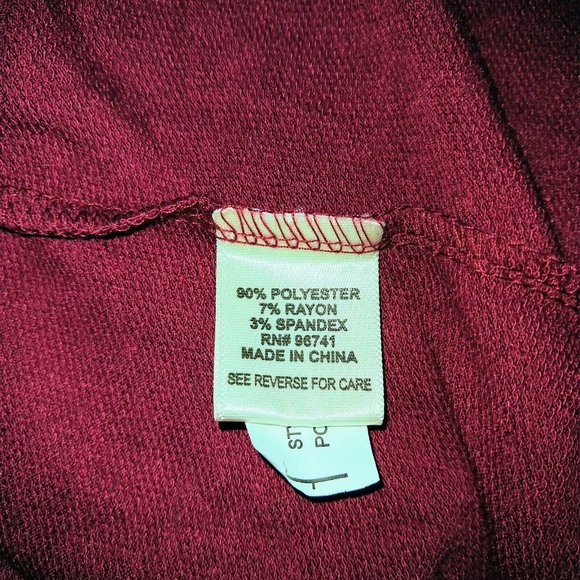 90% POLYESTER
7% RAYON
3% SPANDEX
RN# 96741
MADE IN CHINA
SEE REVERSE FOR CARE